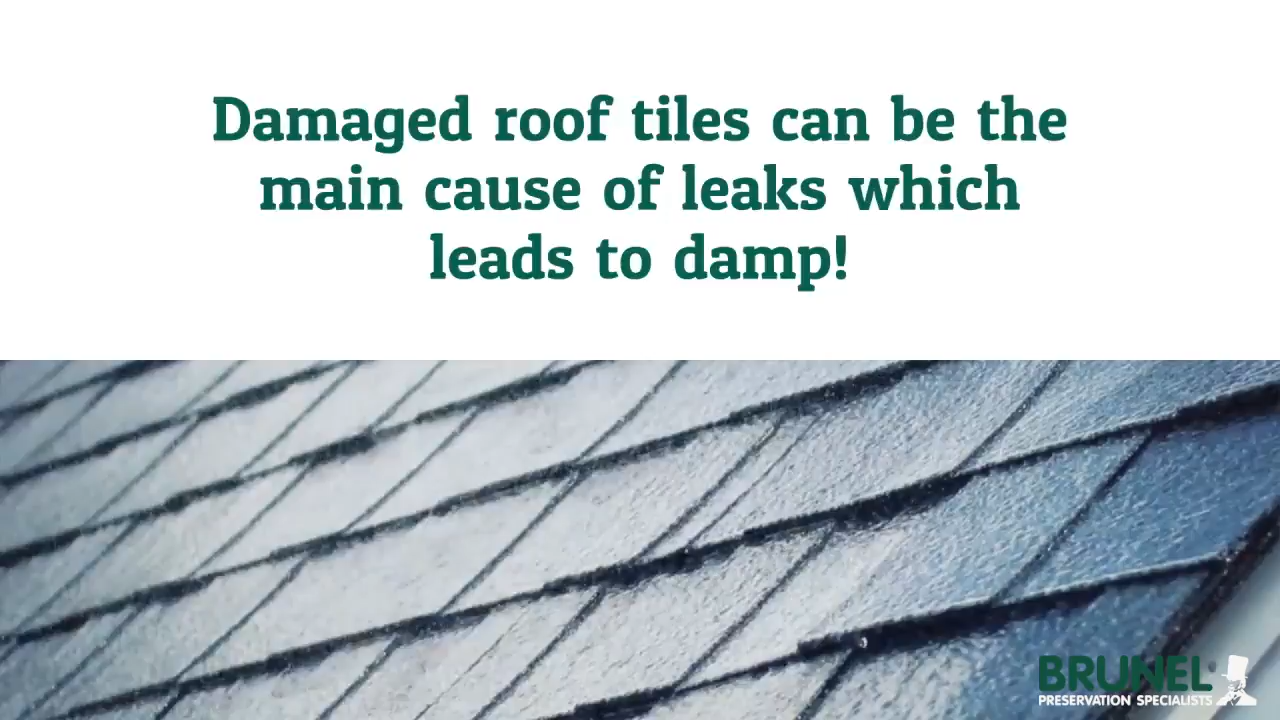 Damaged roof tiles can be the
main cause of leaks which
leads to damp!
BRUNEL
PRESERVATION SPECIALISTS